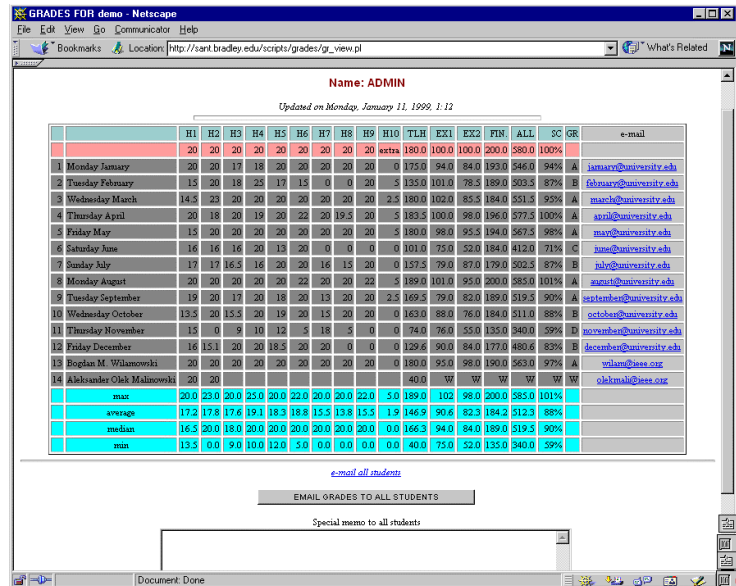 GRADES FOR demo - Netscape
File Edit View Go Communicator Help
Bookmarks Location: http://sant.bradley.edu/scripts/grades/gr_view.pl What's Related
Name: ADMIN
Updated on Monday, January 11, 1999, 1:12
H1 H2 H3 H4 H5 H6 H7 H8 H9 H10 TLH EX1 EX2 FIN. ALL SC GR e-mail
20 20 20 20 20 20 20 20 20 extra 180.0 100.0 100.0 200.0 580.0 100%
1 Monday January 20 20 17 18 20 20 20 20 20 0 175.0 94.0 84.0 193.0 546.0 94% A january@university.edu
2 Tuesday February 15 20 18 25 17 15 0 0 20 5 135.0 101.0 78.5 189.0 503.5 87% B february@university.edu
3 Wednesday March 14.5 23 20 20 20 20 20 20 20 2.5 180.0 102.0 85.5 184.0 551.5 95% A march@university.edu
4 Thursday April 20 18 20 19 20 22 20 19.5 20 5 183.5 100.0 98.0 196.0 577.5 100% A april@university.edu
5 Friday May 15 20 20 20 20 20 20 20 20 5 180.0 98.0 95.5 194.0 567.5 98% A may@university.edu
6 Saturday June 16 16 16 20 13 20 0 0 0 0 101.0 75.0 52.0 184.0 412.0 71% C june@university.edu
7 Sunday July 17 17 16.5 16 20 20 16 15 20 0 157.5 79.0 87.0 179.0 502.5 87% B july@university.edu
8 Monday August 20 20 20 20 20 22 20 20 22 5 189.0 101.0 95.0 200.0 585.0 101% A august@university.edu
9 Tuesday September 19 20 17 20 18 20 13 20 20 2.5 169.5 79.0 82.0 189.0 519.5 90% A september@university.edu
10 Wednesday October 13.5 20 15.5 20 19 20 15 20 20 0 163.0 88.0 76.0 184.0 511.0 88% B october@university.edu
11 Thursday November 15 0 9 10 12 5 18 5 0 0 74.0 76.0 55.0 135.0 340.0 59% D november@university.edu
12 Friday December 16 15.1 20 20 18.5 20 20 0 0 0 129.6 90.0 84.0 177.0 480.6 83% B december@university.edu
13 Bogdan M. Wilamowski 20 20 20 20 20 20 20 20 20 0 180.0 95.0 98.0 190.0 563.0 97% A wilam@ieee.org
14 Aleksander Olek Malinowski 20 20 40.0 W W W W W W olekmali@ieee.org
max 20.0 23.0 20.0 25.0 20.0 22.0 20.0 20.0 22.0 5.0 189.0 102 98.0 200.0 585.0 101%
average 17.2 17.8 17.6 19.1 18.3 18.8 15.5 13.8 15.5 1.9 146.9 90.6 82.3 184.2 512.3 88%
median 16.5 20.0 18.0 20.0 20.0 20.0 20.0 20.0 20.0 0.0 166.3 94.0 84.0 189.0 519.5 90%
min 13.5 0.0 9.0 10.0 12.0 5.0 0.0 0.0 0.0 0.0 40.0 75.0 52.0 135.0 340.0 59%
e-mail all students
EMAIL GRADES TO ALL STUDENTS
Special memo to all students
Document: Done